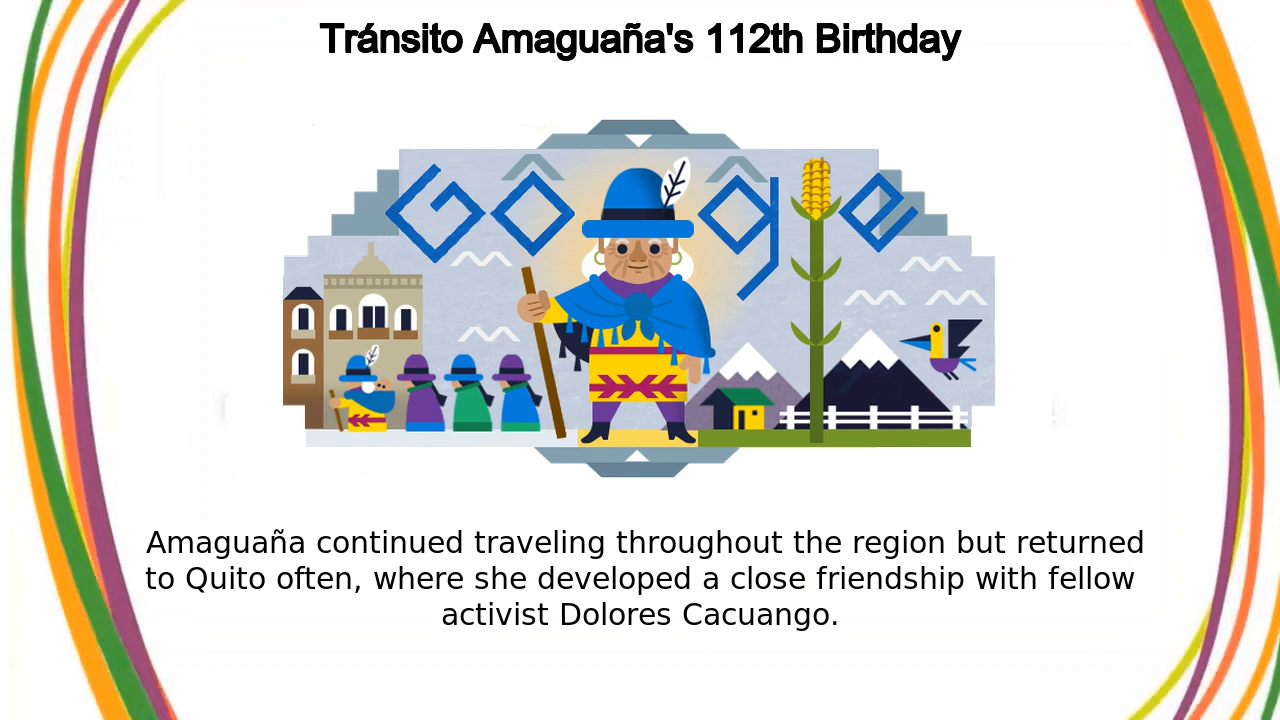 Tránsito Amaguaña's 112th Birthday
Google
Amaguaña continued traveling throughout the region but returned
to Quito often, where she developed a close friendship with fellow
activist Dolores Cacuango.